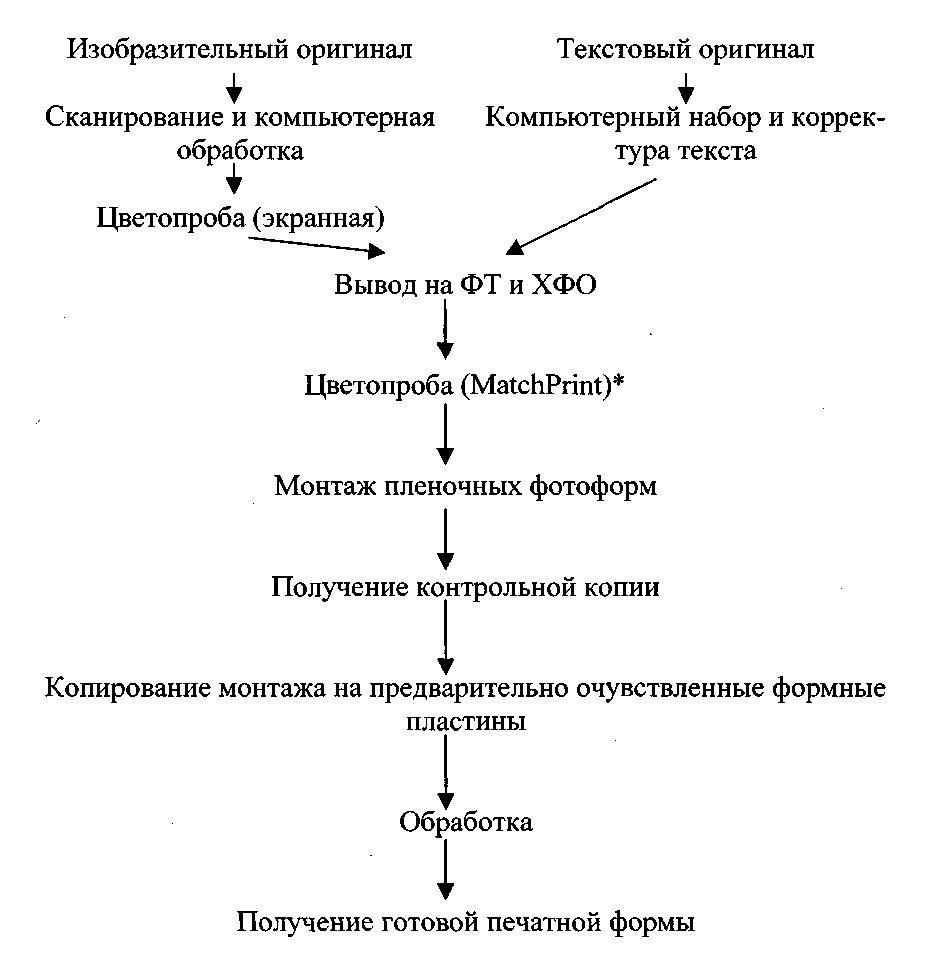 Изобразительный оригинал
Текстовый оригинал
Сканирование и компьютерная
обработка
Компьютерный набор и коррек-
тура текста
Цветопроба (экранная)
Вывод на ФТ и ХФО
Цветопроба (MatchPrint)*
Монтаж пленочных фотоформ
Получение контрольной копии
Копирование монтажа на предварительно очувствленные формные
пластины
Обработка
Получение готовой печатной формы